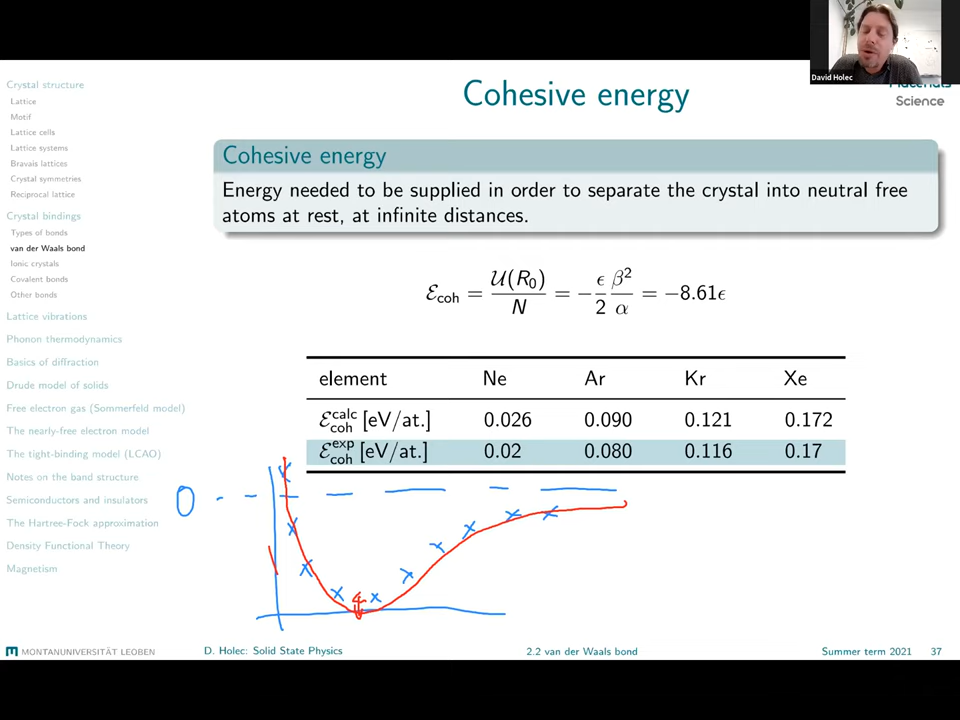 David Holec
Materials
Science
Cohesive energy
Crystal structure
Lattice
Motif
Lattice cells
Lattice systems
Bravais lattices
Crystal symmetries
Reciprocal lattice
Crystal bindings
Types of bonds
van der Waals bond
Ionic crystals
Covalent bonds
Other bonds
Lattice vibrations
Phonon thermodynamics
Basics of diffraction
Drude model of solids
Free electron gas (Sommerfeld model)
The nearly-free electron model
The tight-binding model (LCAO)
Notes on the band structure
Semiconductors and insulators
The Hartree-Fock approximation
Density Functional Theory
Magnetism
Cohesive energy
Energy needed to be supplied in order to separate the crystal into neutral free
atoms at rest, at infinite distances.
ℰcoh = 𝒰(R₀)/N = −ϵ/2 β²/α = −8.61ϵ
element Ne Ar Kr Xe
ℰcoh^calc [eV/at.] 0.026 0.090 0.121 0.172
ℰcoh^exp [eV/at.] 0.02 0.080 0.116 0.17
0
MONTANUNIVERSITÄT LEOBEN
D. Holec: Solid State Physics
2.2 van der Waals bond
Summer term 2021 37